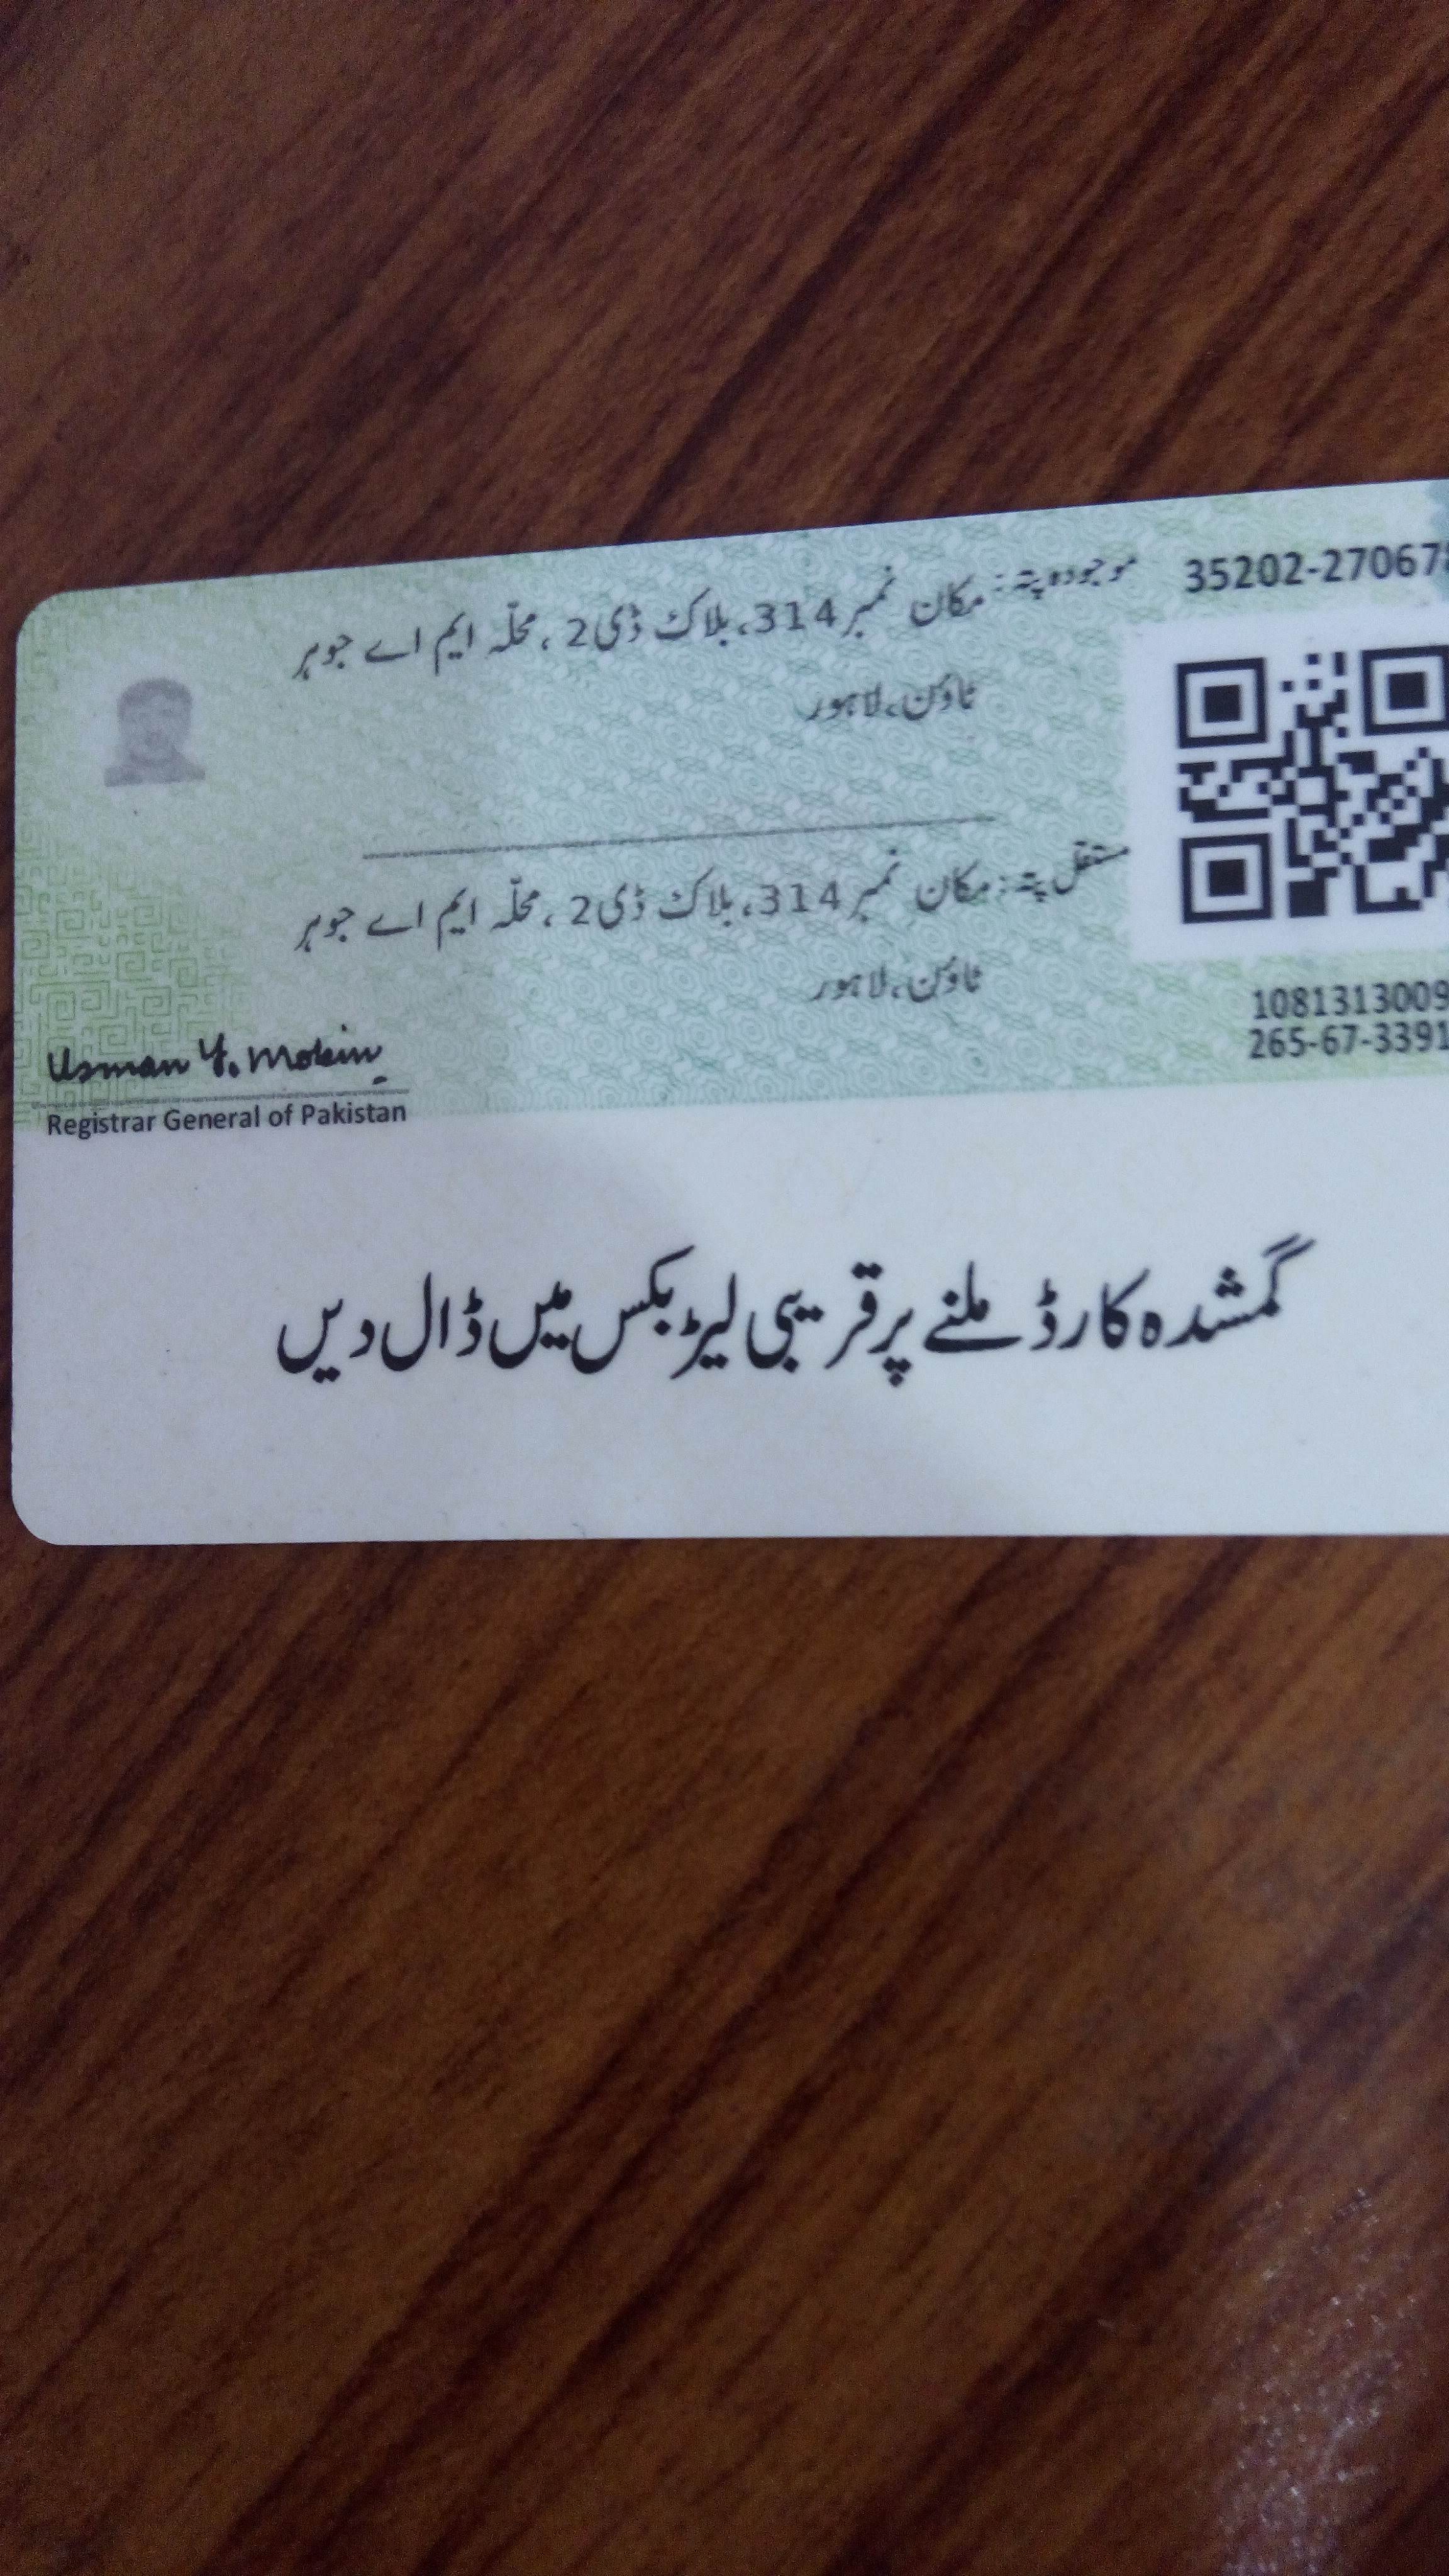 35202-27067
موجودہ پتہ: مکان نمبر 314، بلاک ڈی 2، محلّہ ایم اے جوہر
ٹاؤن، لاہور
مستقل پتہ: مکان نمبر 314، بلاک ڈی 2، محلّہ ایم اے جوہر
ٹاؤن، لاہور
1081313009
265-67-3391
Usman Y. Mobin
Registrar General of Pakistan
گمشدہ کارڈ ملنے پر قریبی لیٹر بکس میں ڈال دیں